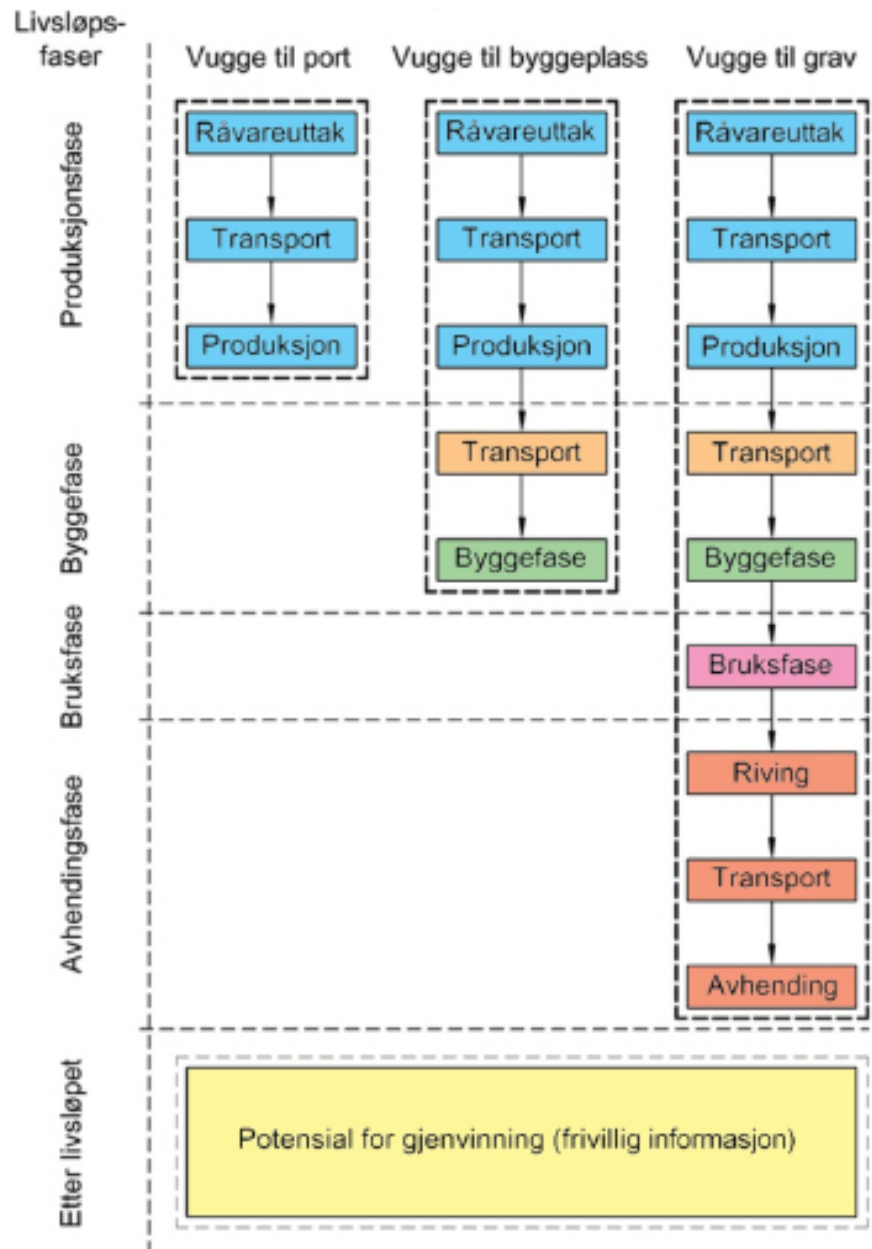 Livsløps-
faser
Vugge til port
Vugge til byggeplass
Vugge til grav
Produksjonsfase
Råvareuttak
Råvareuttak
Råvareuttak
Transport
Transport
Transport
Produksjon
Produksjon
Produksjon
Byggefase
Transport
Transport
Byggefase
Byggefase
Bruksfase
Bruksfase
Avhendingsfase
Riving
Transport
Avhending
Etter livsløpet
Potensial for gjenvinning (frivillig informasjon)